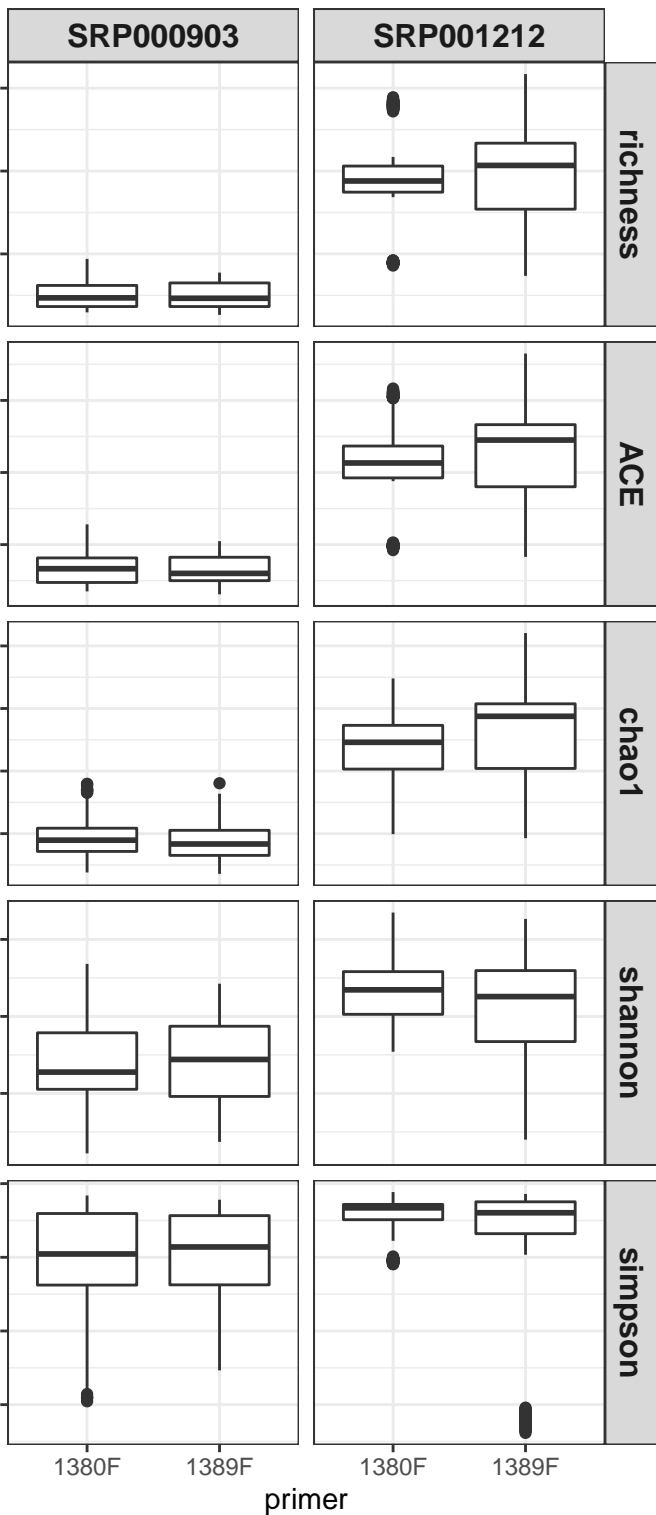 SRP000903 SRP001212
richness
ACE
chao1
shannon
simpson
1380F 1389F 1380F 1389F
primer